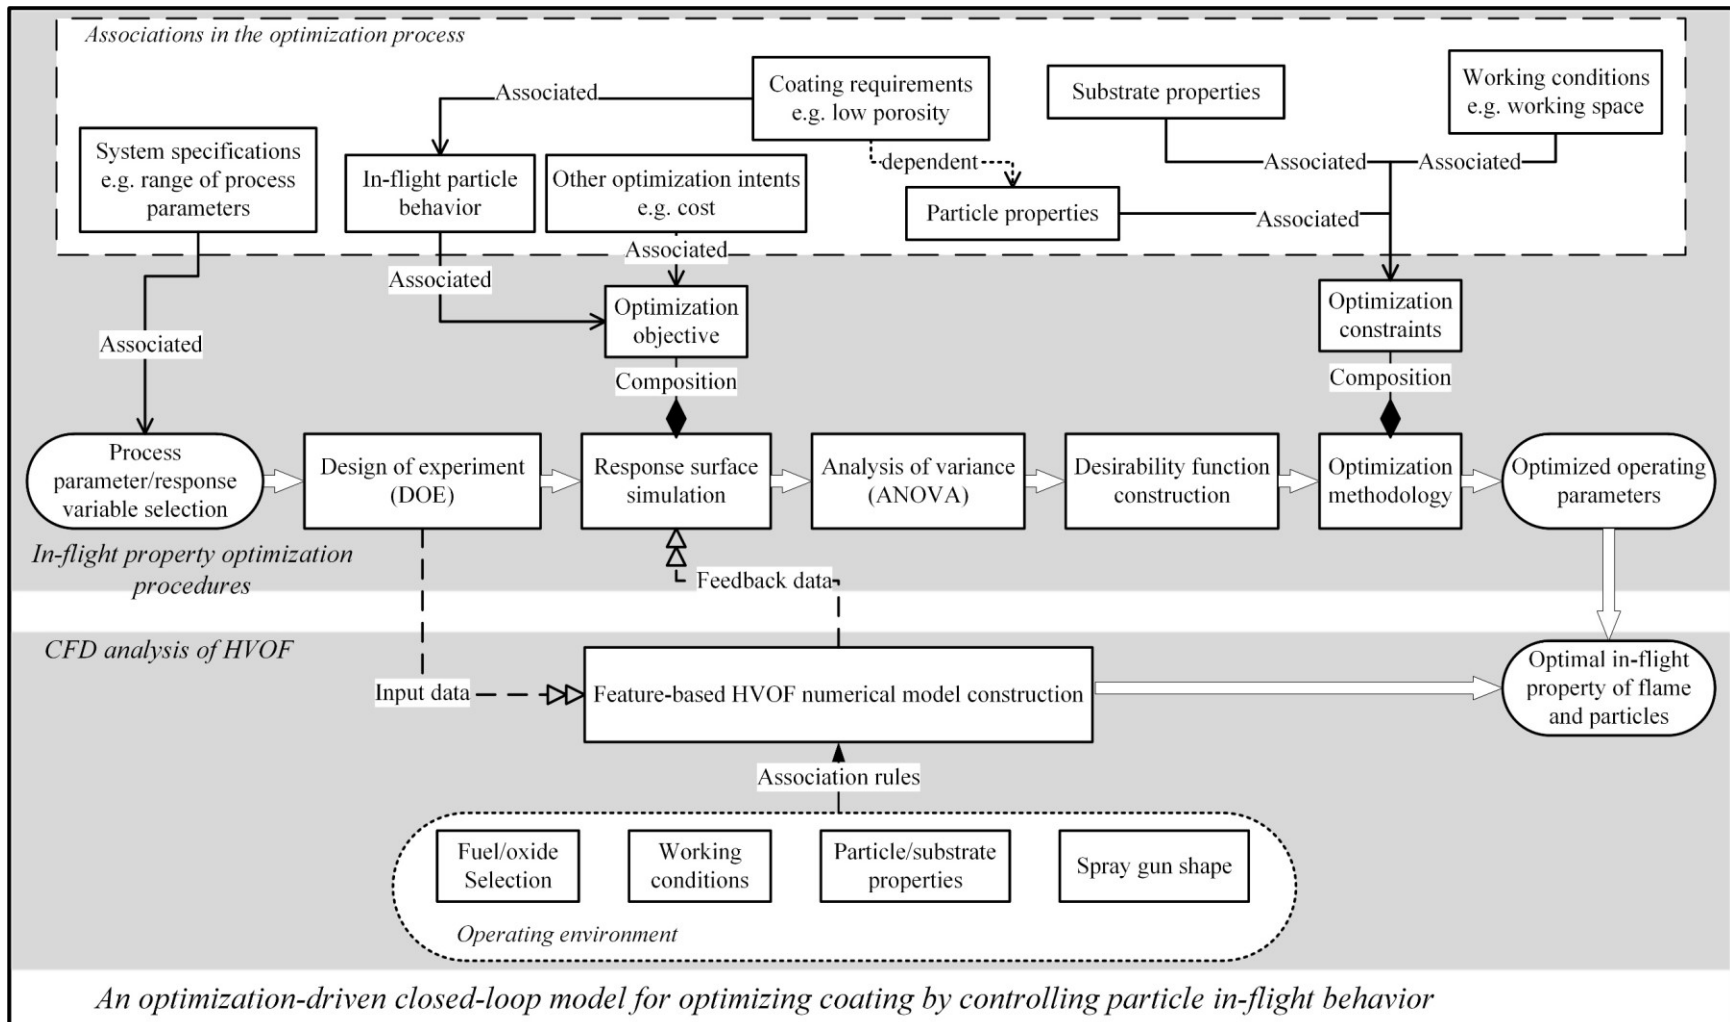 Associations in the optimization process
Coating requirements
e.g. low porosity
Substrate properties
Working conditions
e.g. working space
Associated
System specifications
e.g. range of process
parameters
In-flight particle
behavior
Other optimization intents
e.g. cost
dependent
Particle properties
Associated
Associated
Associated
Associated
Associated
Associated
Optimization
objective
Optimization
constraints
Associated
Composition
Composition
Process
parameter/response
variable selection
Design of experiment
(DOE)
Response surface
simulation
Analysis of variance
(ANOVA)
Desirability function
construction
Optimization
methodology
Optimized operating
parameters
In-flight property optimization
procedures
Feedback data
CFD analysis of HVOF
Input data
Feature-based HVOF numerical model construction
Optimal in-flight
property of flame
and particles
Association rules
Fuel/oxide
Selection
Working
conditions
Particle/substrate
properties
Spray gun shape
Operating environment
An optimization-driven closed-loop model for optimizing coating by controlling particle in-flight behavior